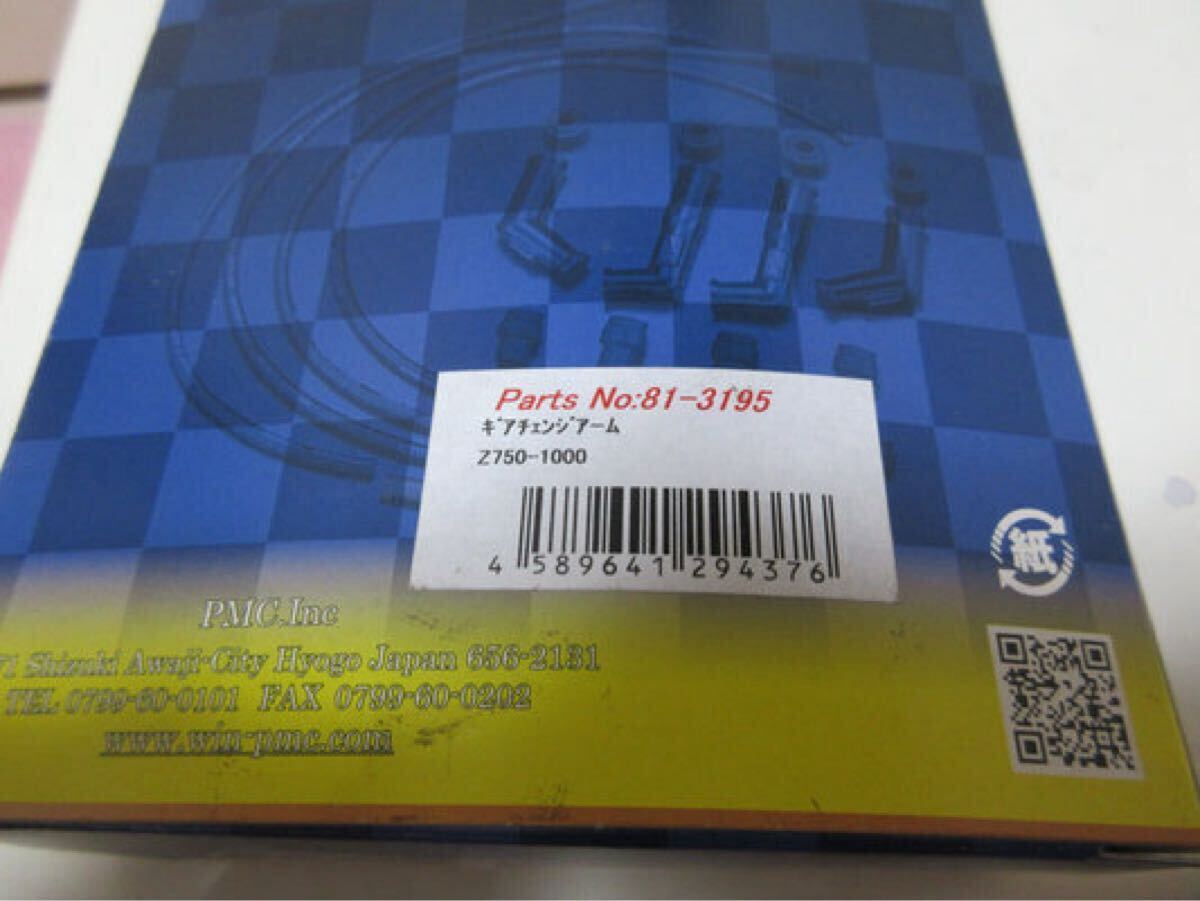 Parts No:81-3195
ｷﾞｱﾁｪﾝｼﾞｱｰﾑ
Z750-1000
4 589641 294376
紙
PMC.Inc
71 Shizuki Awaji-City Hyogo Japan 656-2131
TEL 0799-60-0101 FAX 0799-60-0202
www.win-pmc.com